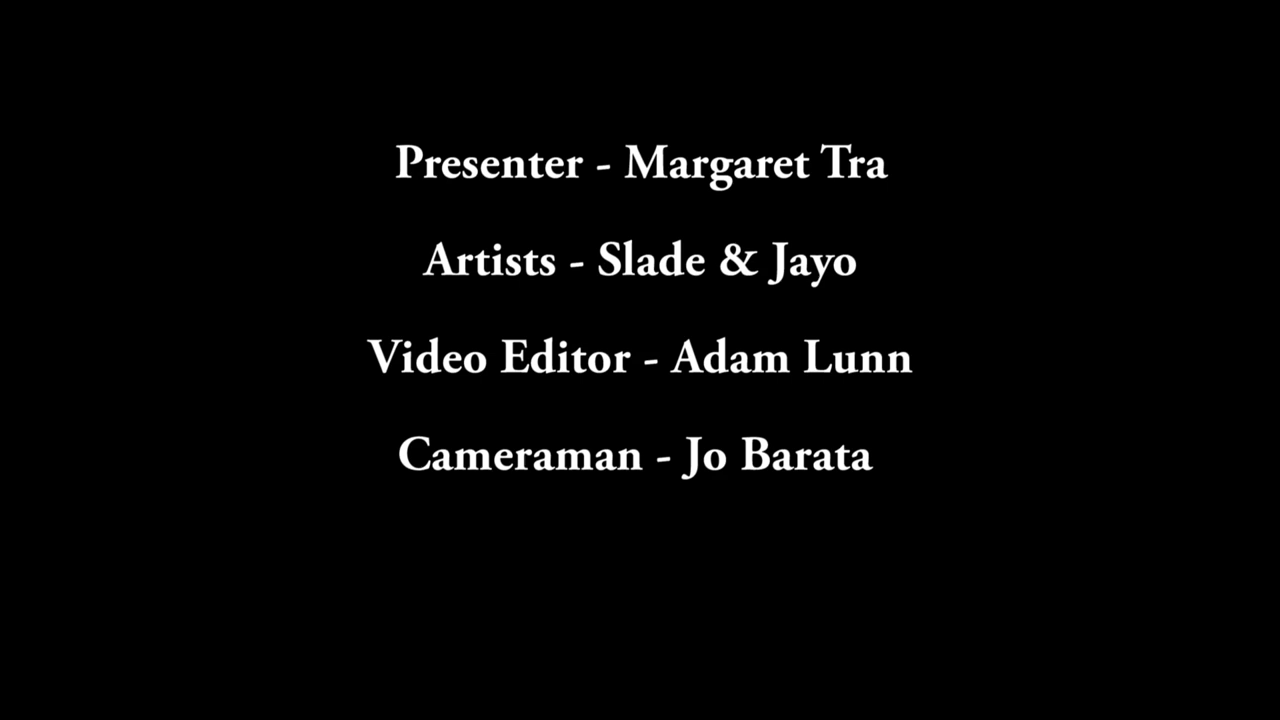 Presenter - Margaret Tra
Artists - Slade & Jayo
Video Editor - Adam Lunn
Cameraman - Jo Barata